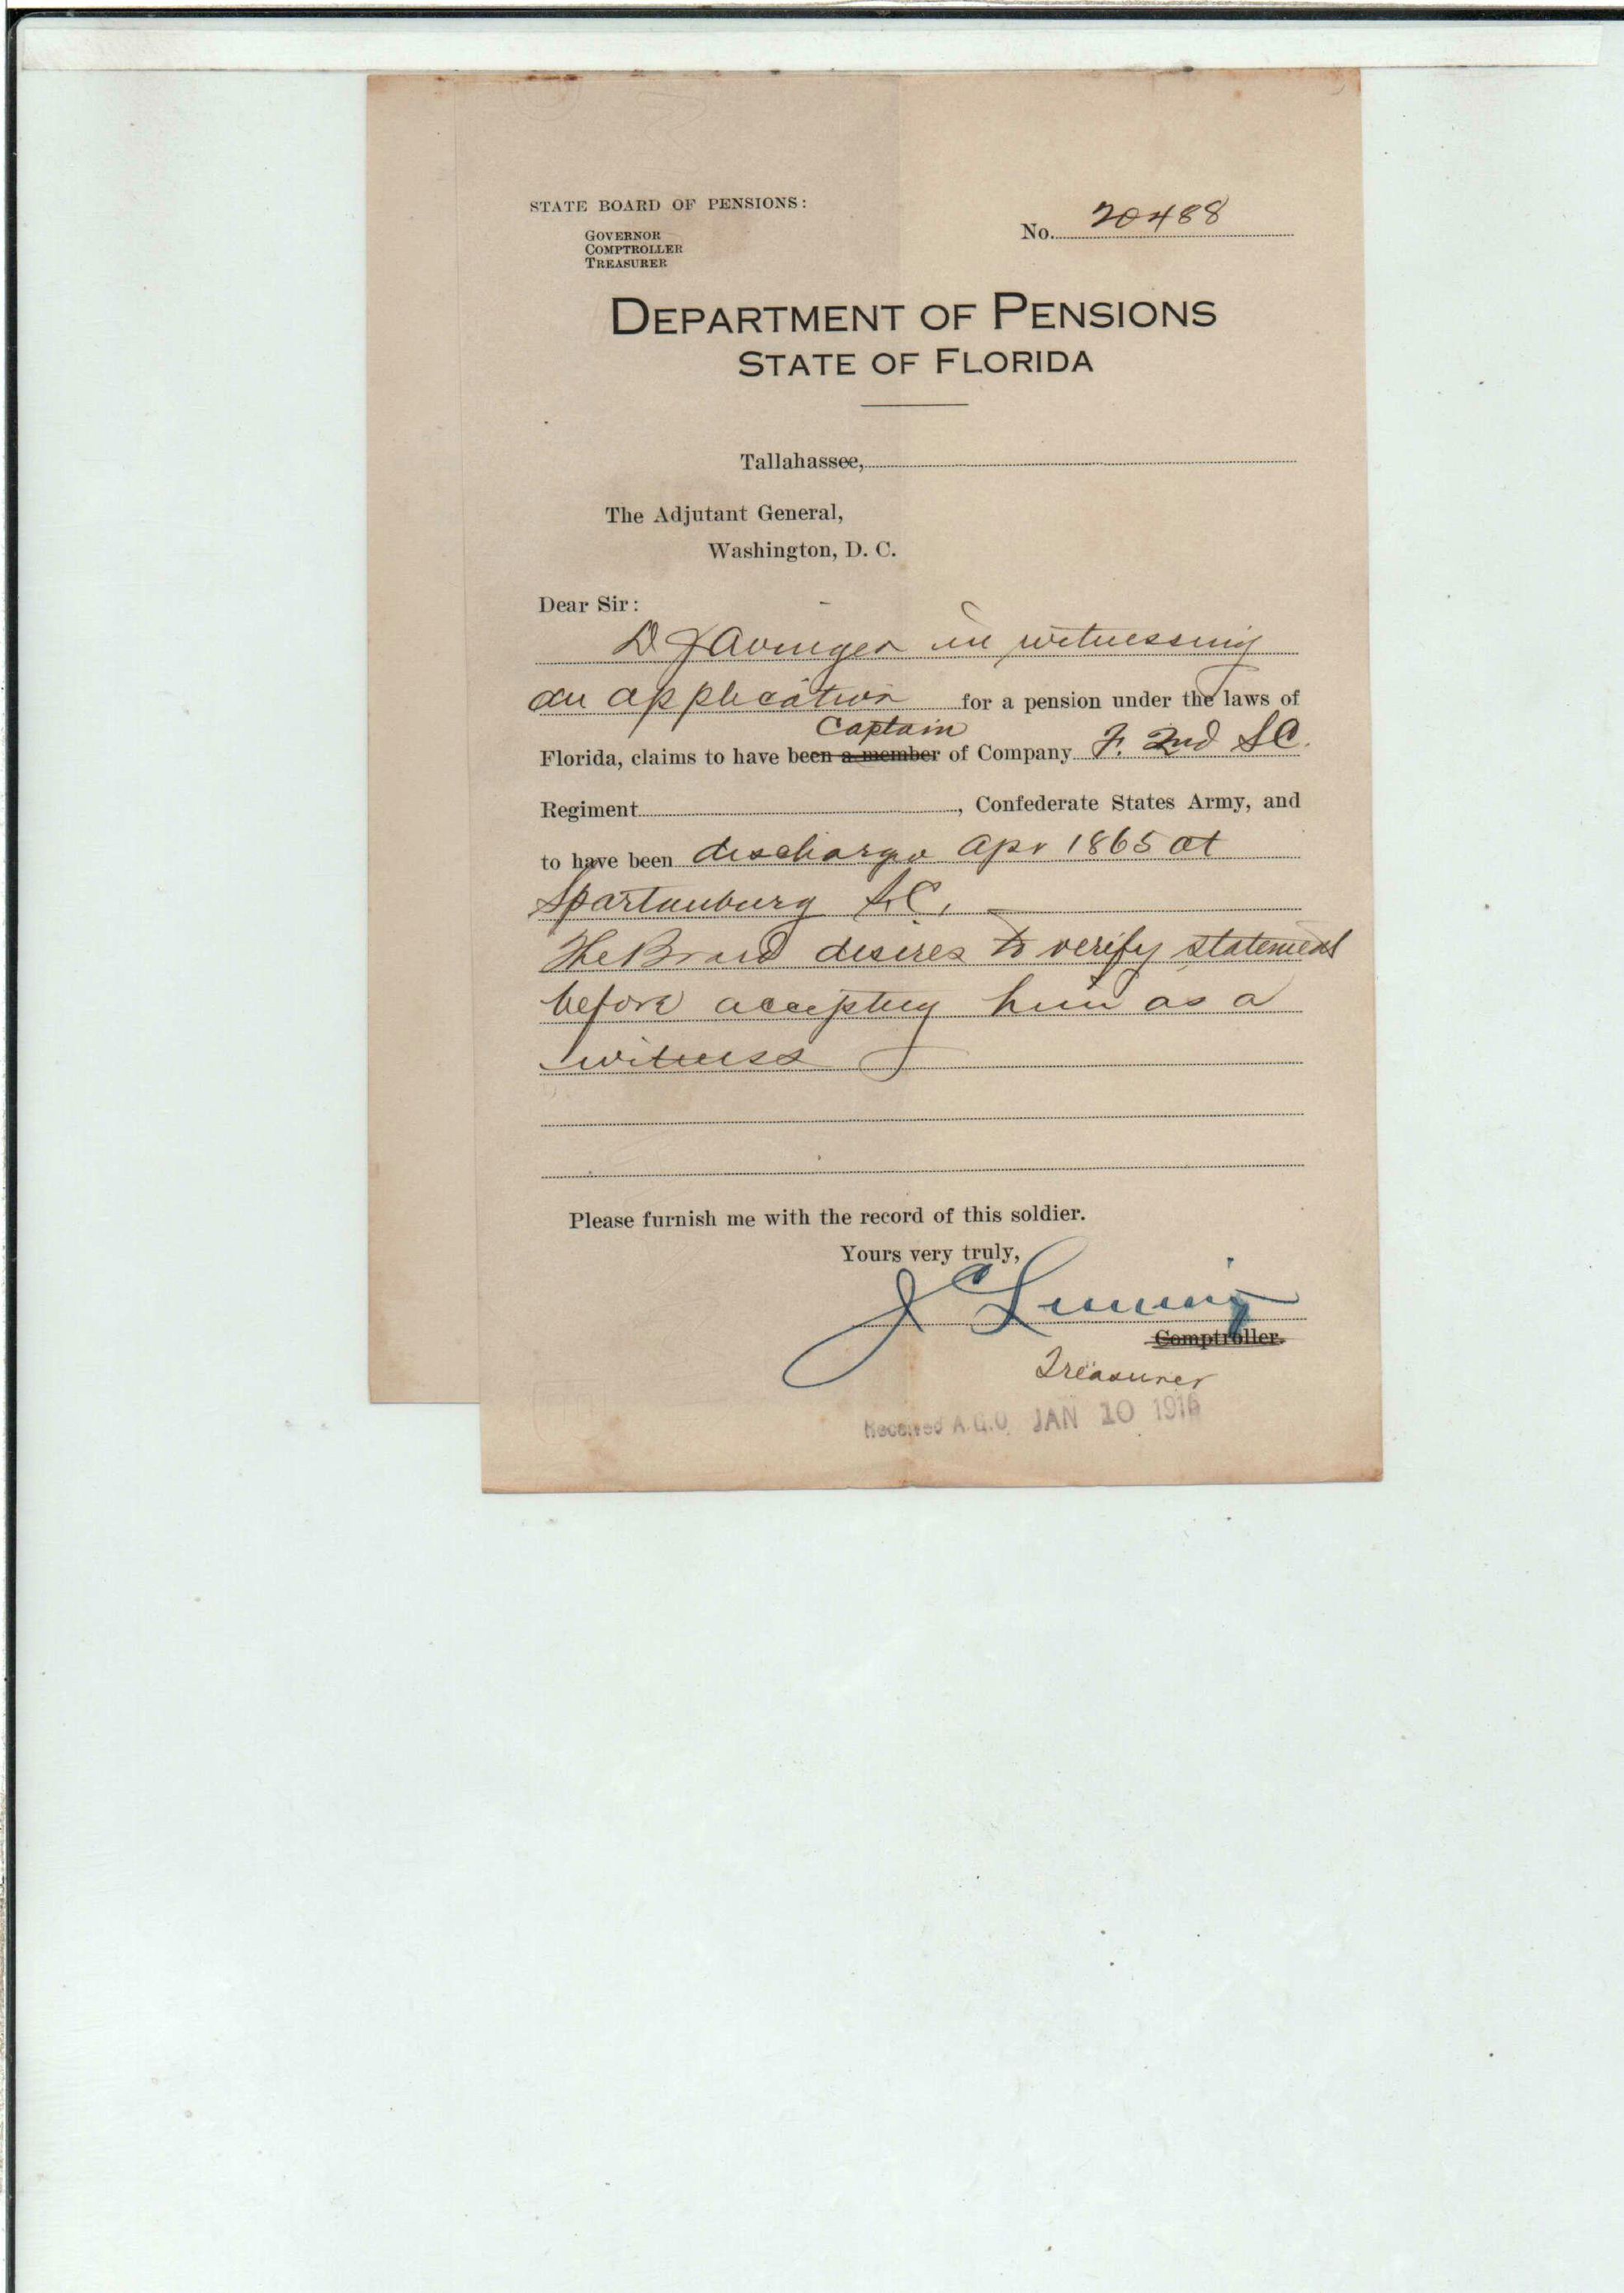 STATE BOARD OF PENSIONS:
GOVERNOR
COMPTROLLER
TREASURER
No. 20488
DEPARTMENT OF PENSIONS
STATE OF FLORIDA
Tallahassee,
The Adjutant General,
Washington, D. C.
Dear Sir:
D J Avinger in witnessing
an application for a pension under the laws of
Captain
Florida, claims to have been a member of Company F. 2nd SC.
Regiment, Confederate States Army, and
to have been discharge Apr 1865 at
Spartanburg S.C.
The Board desires to verify statement
before accepting him as a
witness
Please furnish me with the record of this soldier.
Yours very truly,
J C Luning
Comptroller.
Treasurer
Received A.G.O. JAN 10 1916